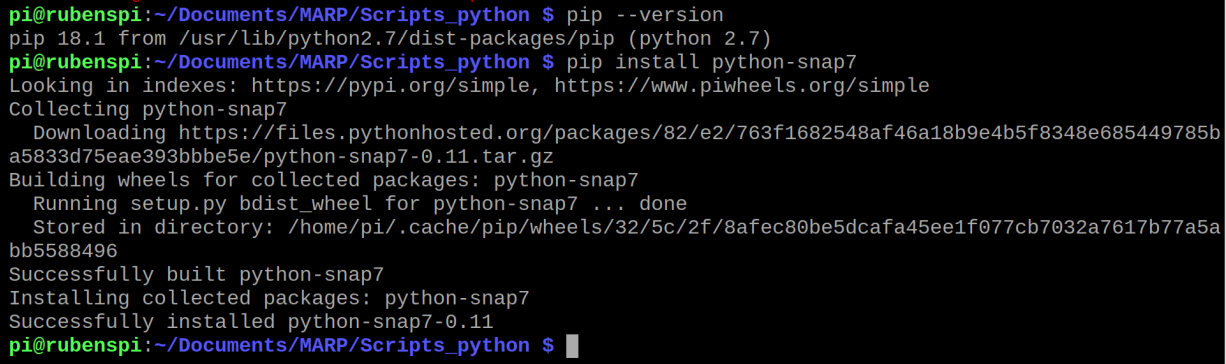 pi@rubenspi:~/Documents/MARP/Scripts_python $ pip --version
pip 18.1 from /usr/lib/python2.7/dist-packages/pip (python 2.7)
pi@rubenspi:~/Documents/MARP/Scripts_python $ pip install python-snap7
Looking in indexes: https://pypi.org/simple, https://www.piwheels.org/simple
Collecting python-snap7
  Downloading https://files.pythonhosted.org/packages/82/e2/763f1682548af46a18b9e4b5f8348e685449785b
a5833d75eae393bbbe5e/python-snap7-0.11.tar.gz
Building wheels for collected packages: python-snap7
  Running setup.py bdist_wheel for python-snap7 ... done
  Stored in directory: /home/pi/.cache/pip/wheels/32/5c/2f/8afec80be5dcafa45ee1f077cb7032a7617b77a5a
bb5588496
Successfully built python-snap7
Installing collected packages: python-snap7
Successfully installed python-snap7-0.11
pi@rubenspi:~/Documents/MARP/Scripts_python $